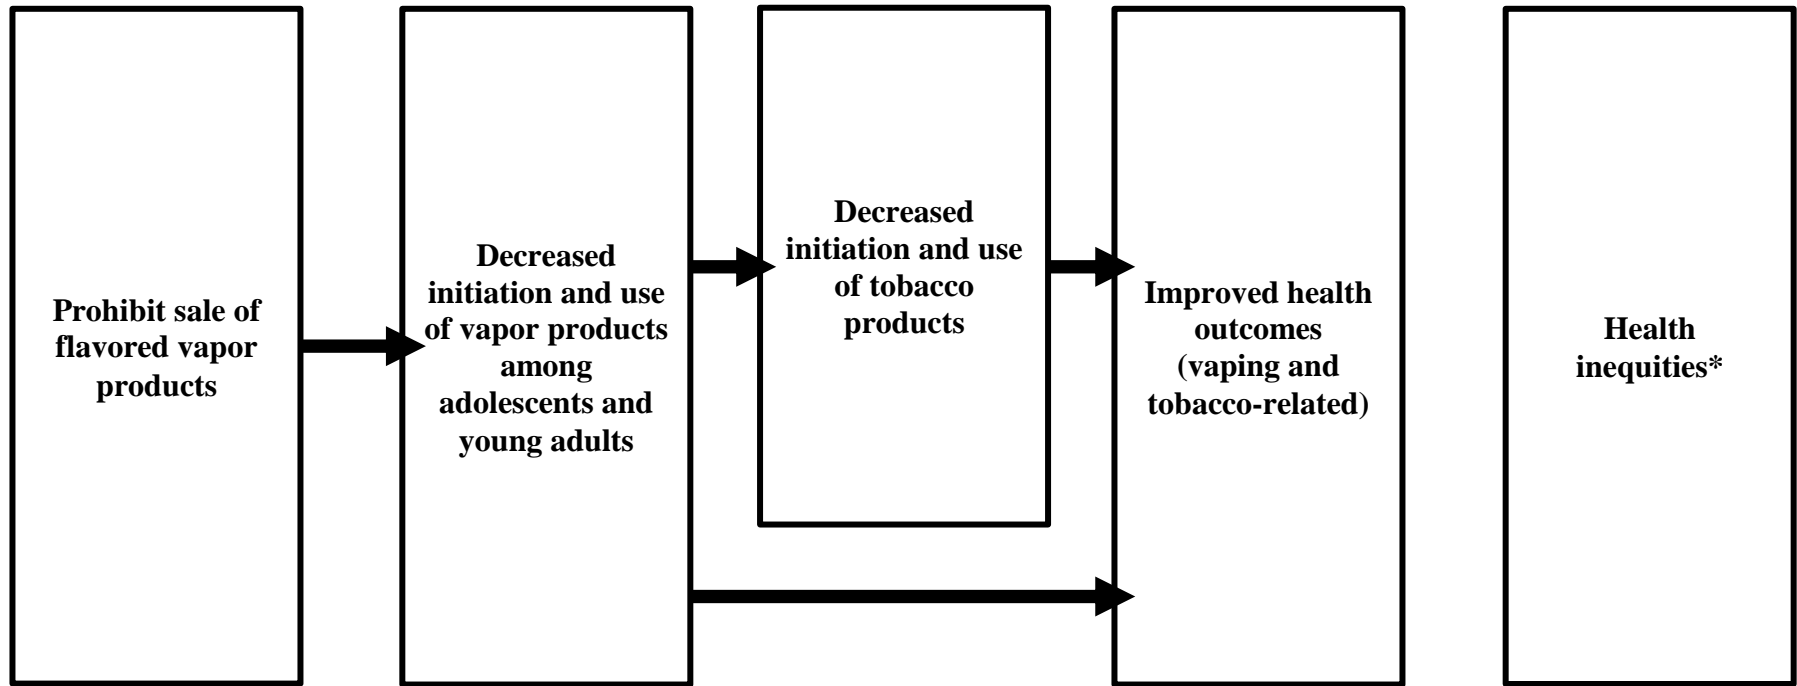 Prohibit sale of
flavored vapor
products
Decreased
initiation and use
of vapor products
among
adolescents and
young adults
Decreased
initiation and use
of tobacco
products
Improved health
outcomes
(vaping and
tobacco-related)
Health
inequities*